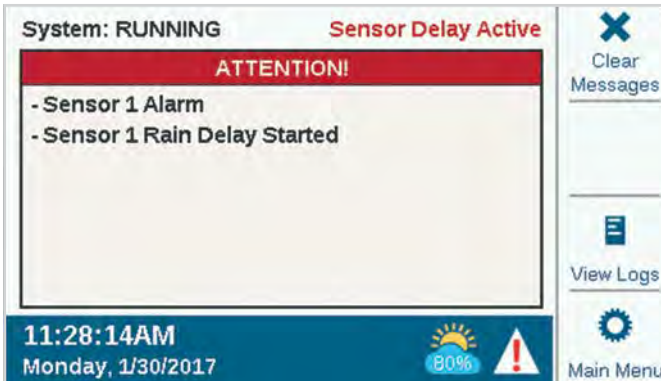 System: RUNNING
Sensor Delay Active
ATTENTION!
- Sensor 1 Alarm
- Sensor 1 Rain Delay Started
11:28:14AM
Monday, 1/30/2017
80%
Clear
Messages
View Logs
Main Menu